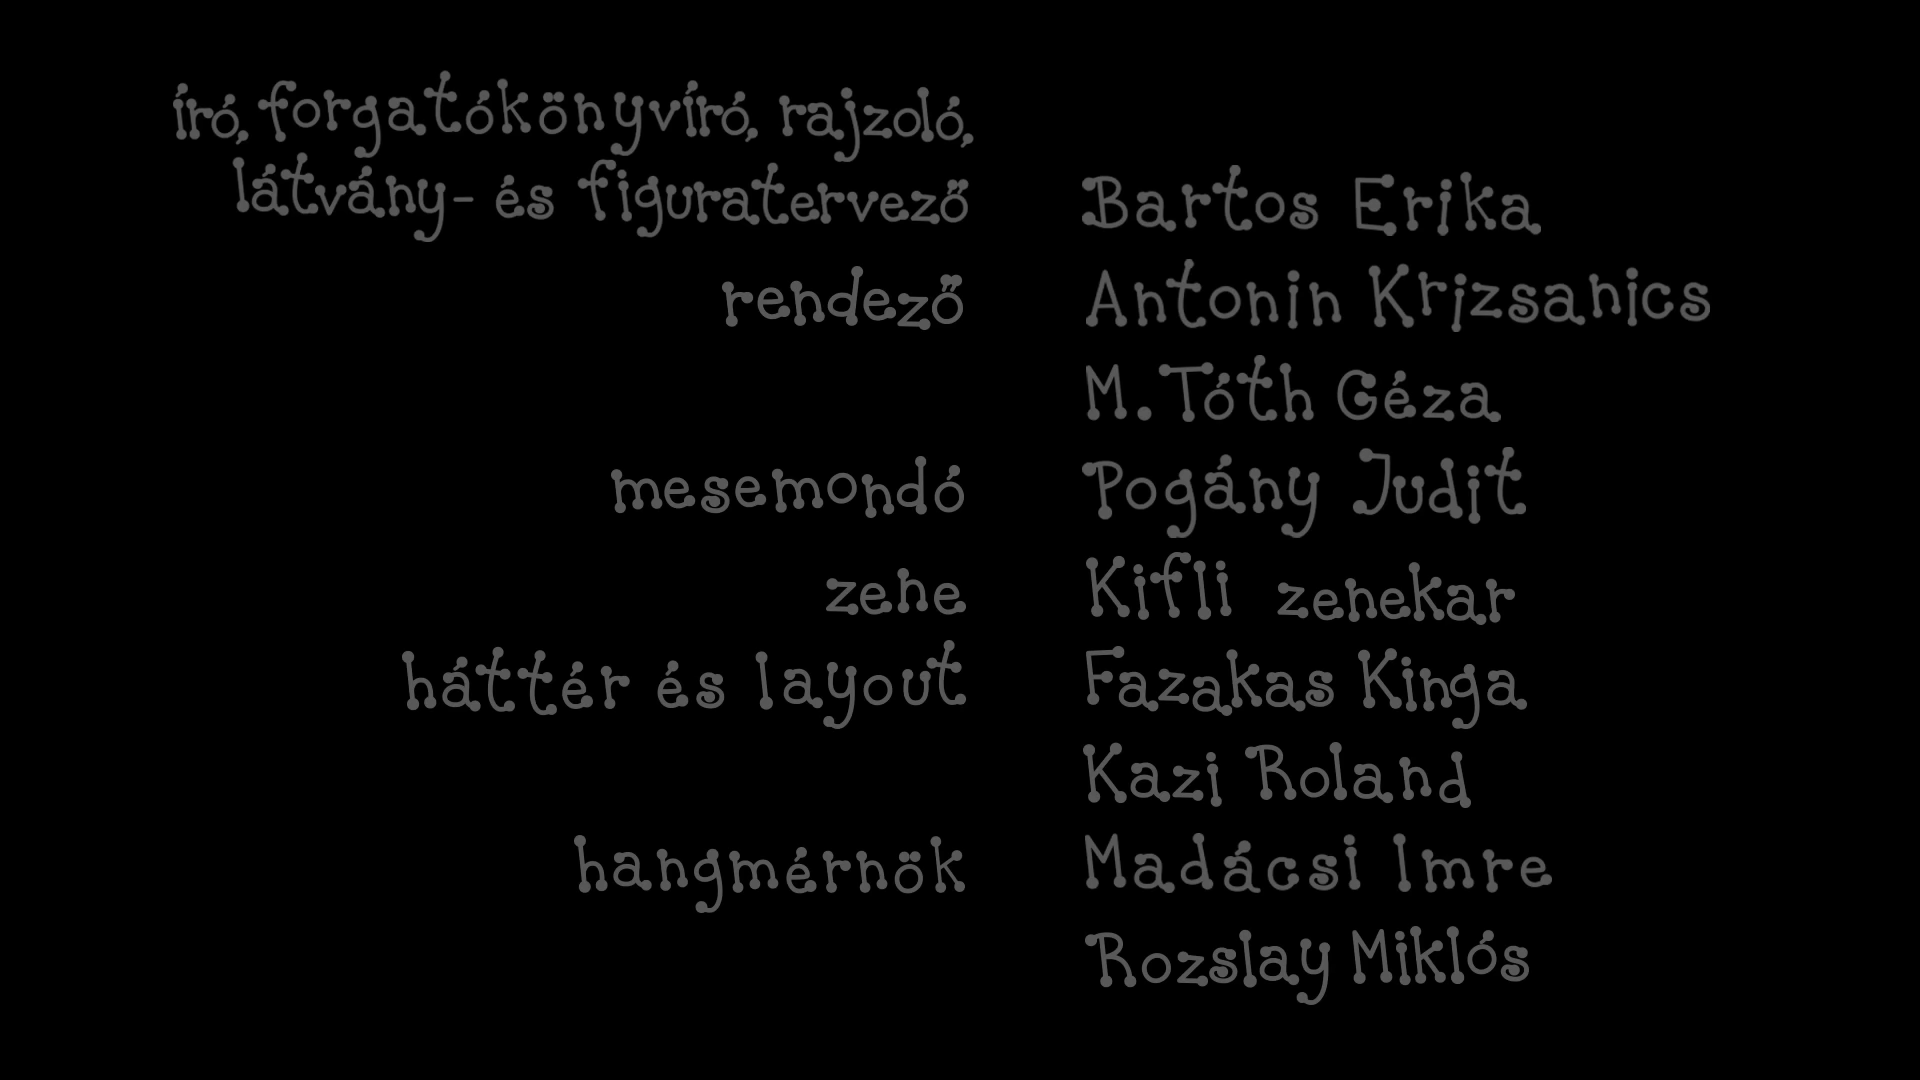 író, forgatókönyvíró, rajzoló,
látvány- és figuratervező Bartos Erika
rendező Antonin Krizsanics
M. Tóth Géza
mesemondó Pogány Judit
zene Kifli zenekar
háttér és layout Fazakas Kinga
Kazi Roland
hangmérnök Madácsi Imre
Rozslay Miklós